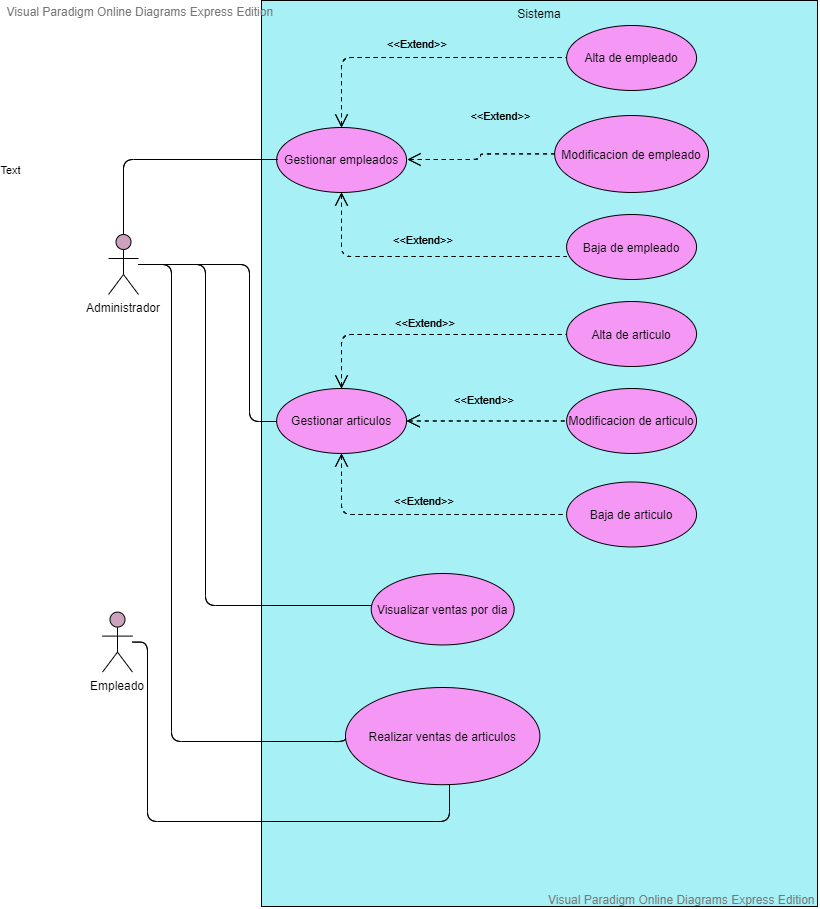 Visual Paradigm Online Diagrams Express Edition
Sistema
<<Extend>>
Alta de empleado
<<Extend>>
Gestionar empleados
Modificacion de empleado
Text
<<Extend>>
Baja de empleado
Administrador
<<Extend>>
Alta de articulo
<<Extend>>
Gestionar articulos
Modificacion de articulo
<<Extend>>
Baja de articulo
Visualizar ventas por dia
Empleado
Realizar ventas de articulos
Visual Paradigm Online Diagrams Express Edition